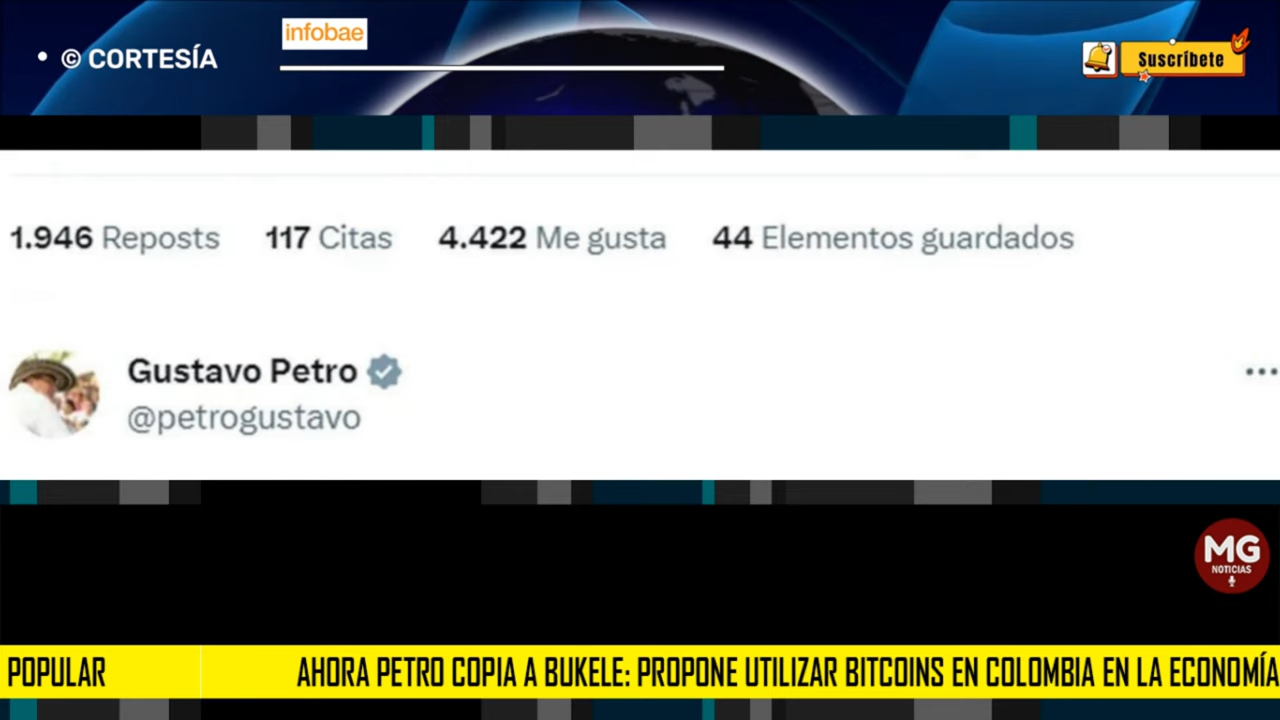 • © CORTESÍA
infobae
Suscríbete
1.946 Reposts 117 Citas 4.422 Me gusta 44 Elementos guardados
Gustavo Petro
@petrogustavo
MG
NOTICIAS
POPULAR AHORA PETRO COPIA A BUKELE: PROPONE UTILIZAR BITCOINS EN COLOMBIA EN LA ECONOMÍA